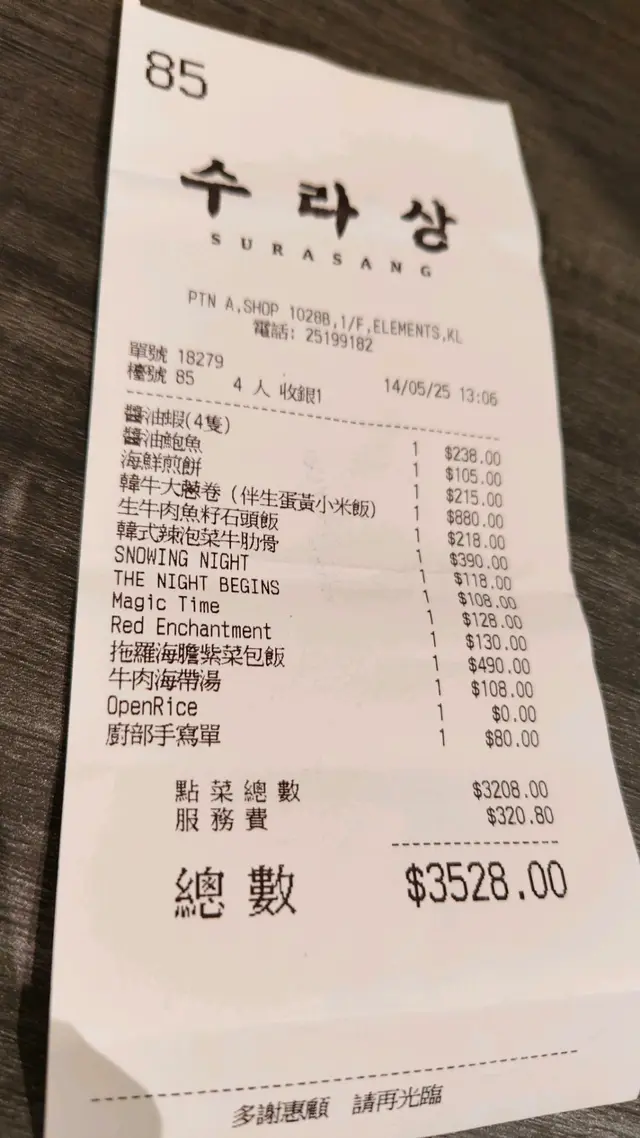 85
수라상
SURASANG
PTN A,SHOP 1028B,1/F,ELEMENTS,KL
電話: 25199182
單號 18279
檯號 85 4 人 收銀1 14/05/25 13:06
醬油蝦(4隻) 1 $238.00
醬油鮑魚 1 $105.00
海鮮煎餅 1 $215.00
韓牛大蔥卷 (伴生蛋黃小米飯) 1 $880.00
生牛肉魚籽石頭飯 1 $218.00
韓式辣泡菜牛肋骨 1 $390.00
SNOWING NIGHT 1 $118.00
THE NIGHT BEGINS 1 $108.00
Magic Time 1 $128.00
Red Enchantment 1 $130.00
拖羅海膽紫菜包飯 1 $490.00
牛肉海帶湯 1 $108.00
OpenRice 1 $0.00
廚部手寫單 1 $80.00
點菜總數 $3208.00
服務費 $320.80
總數 $3528.00
多謝惠顧 請再光臨